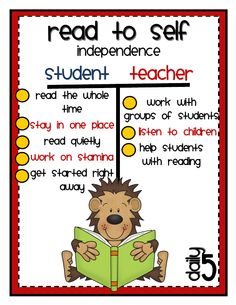 read to self
independence
student teacher
read the whole
time
stay in one place
read quietly
work on stamina
get started right
away
work with
groups of students
listen to children
help students
with reading
daily 5